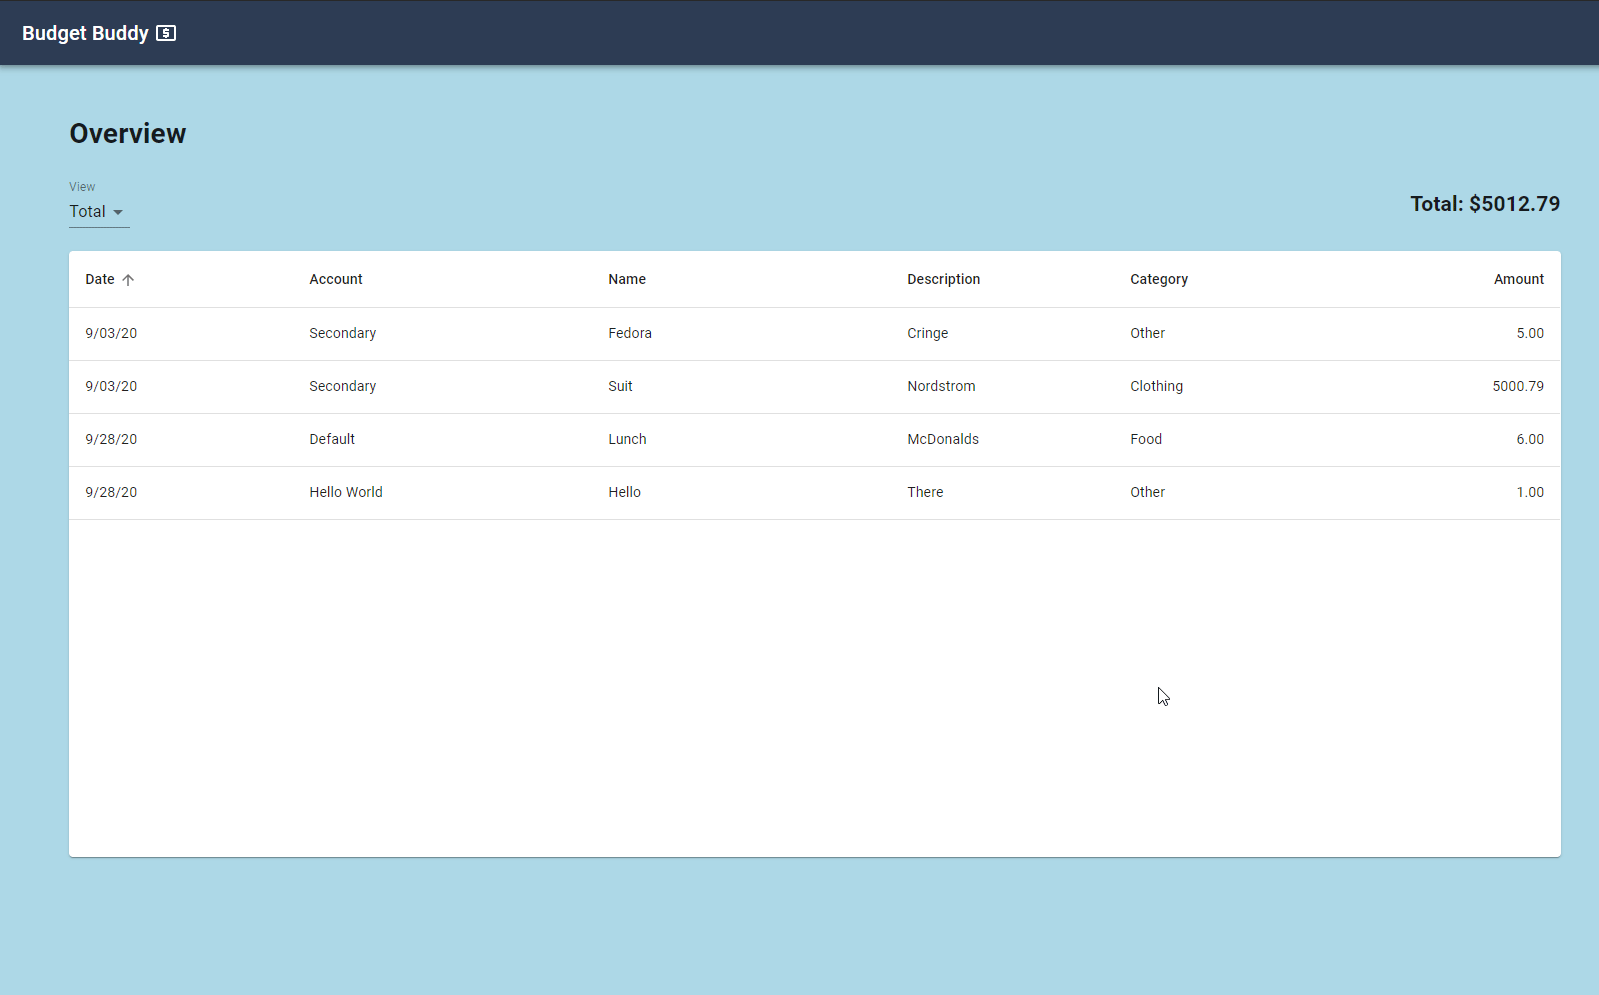 Budget Buddy
Overview
View
Total
Total: $5012.79
Date Account Name Description Category Amount
9/03/20 Secondary Fedora Cringe Other 5.00
9/03/20 Secondary Suit Nordstrom Clothing 5000.79
9/28/20 Default Lunch McDonalds Food 6.00
9/28/20 Hello World Hello There Other 1.00